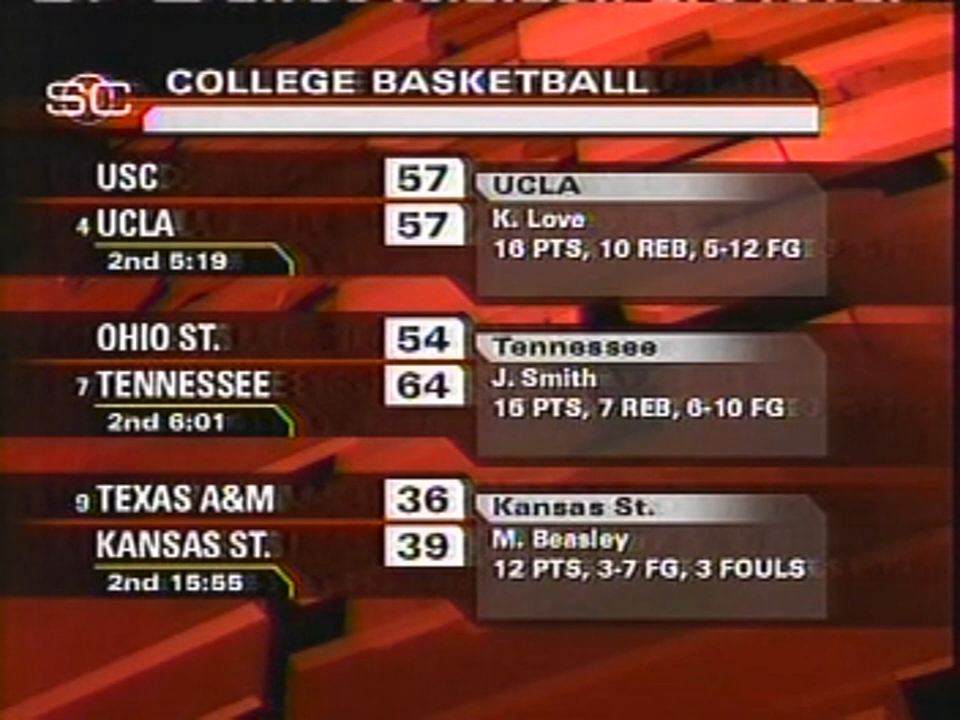 SC COLLEGE BASKETBALL
USC 57
4 UCLA 57
2nd 5:19
UCLA
K. Love
16 PTS, 10 REB, 5-12 FG
OHIO ST. 54
7 TENNESSEE 64
2nd 6:01
Tennessee
J. Smith
15 PTS, 7 REB, 6-10 FG
9 TEXAS A&M 36
KANSAS ST. 39
2nd 15:55
Kansas St.
M. Beasley
12 PTS, 3-7 FG, 3 FOULS